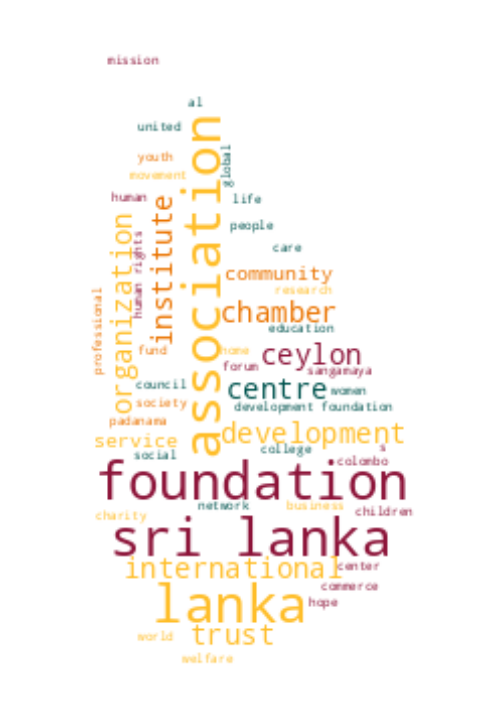 mission
al
united
association
youth
global
movement
human
institute
life
organization
people
human rights
care
community
professional
research
chamber
education
fund
home
ceylon
forum
sangamaya
council
centre
women
society
development foundation
padanama
development
service
college
s
social
colombo
foundation
network
business
charity
children
sri lanka
international
center
lanka
commerce
hope
world
trust
welfare